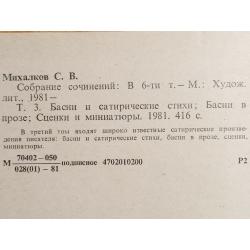 Михалков С. В.
Собрание сочинений: В 6-ти т. — М.: Худож.
лит., 1981 —
Т. 3. Басни и сатирические стихи; Басни в
прозе; Сценки и миниатюры. 1981. 416 с.
В третий том входят широко известные сатирические произве-
дения писателя: басни и сатирические стихи, басни в прозе, сценки,
миниатюры.
М 70402—050
028(01) — 81 подписное 4702010200 Р2